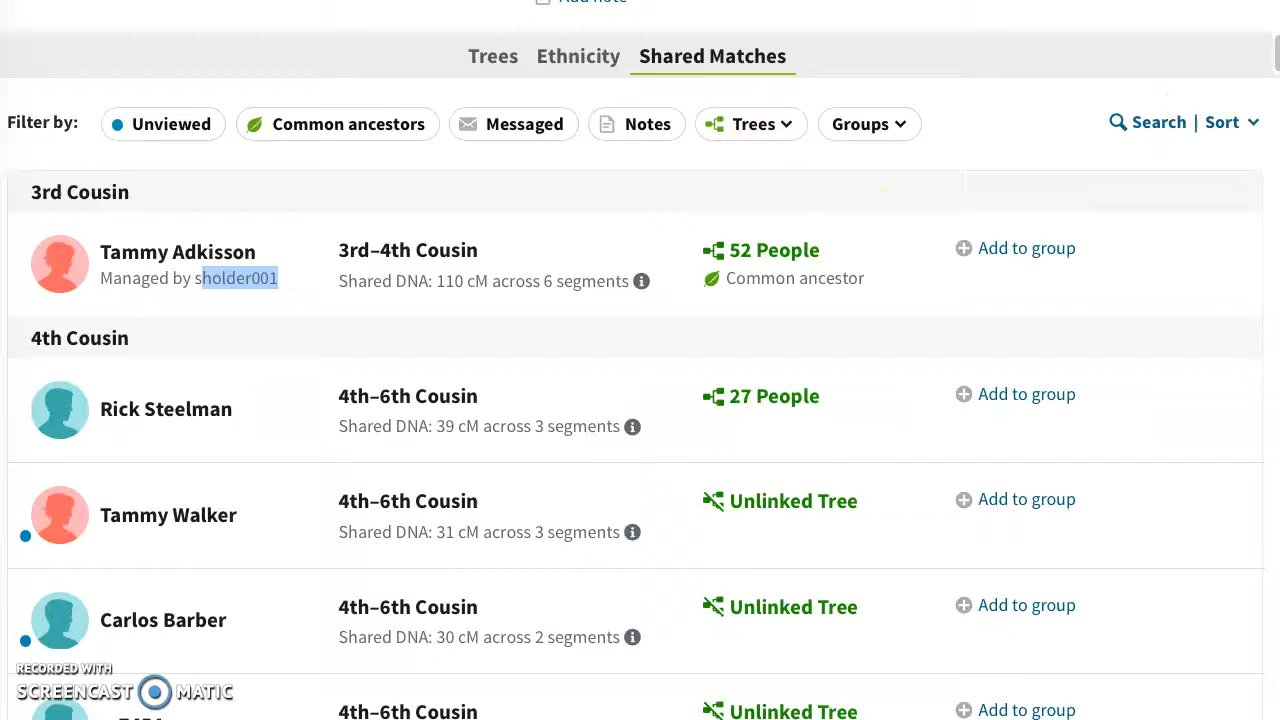 Add note
Trees Ethnicity Shared Matches
Filter by: Unviewed Common ancestors Messaged Notes Trees Groups Search | Sort
3rd Cousin
Tammy Adkisson 3rd–4th Cousin 52 People Add to group
Managed by sholder001 Shared DNA: 110 cM across 6 segments Common ancestor
4th Cousin
Rick Steelman 4th–6th Cousin 27 People Add to group
Shared DNA: 39 cM across 3 segments
Tammy Walker 4th–6th Cousin Unlinked Tree Add to group
Shared DNA: 31 cM across 3 segments
Carlos Barber 4th–6th Cousin Unlinked Tree Add to group
Shared DNA: 30 cM across 2 segments
RECORDED WITH
SCREENCAST MATIC
4th–6th Cousin Unlinked Tree Add to group